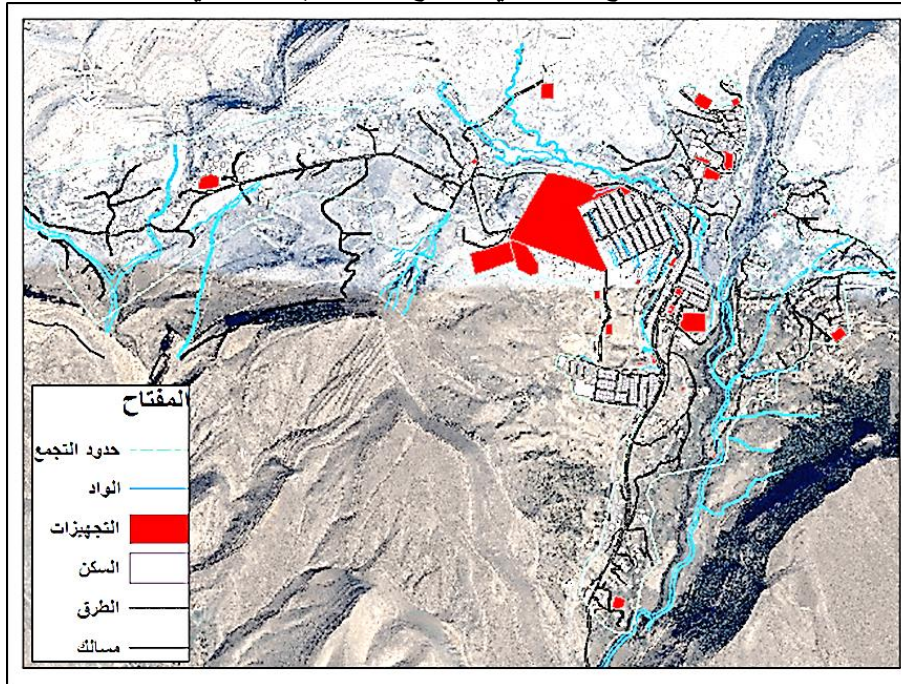 المفتاح
حدود التجمع
الواد
التجهيزات
السكن
الطرق
مسالك